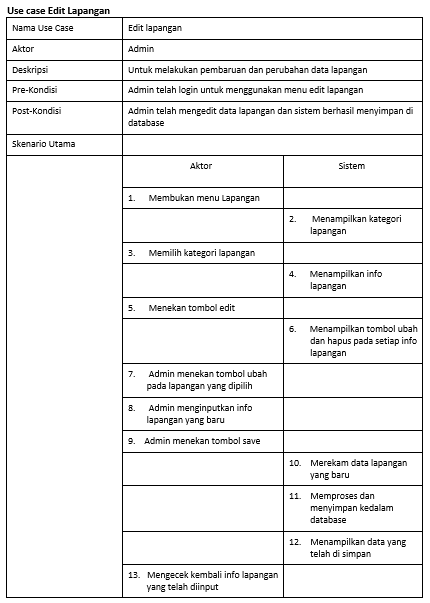 Use case Edit Lapangan
Nama Use Case Edit lapangan
Aktor Admin
Deskripsi Untuk melakukan pembaruan dan perubahan data lapangan
Pre-Kondisi Admin telah login untuk menggunakan menu edit lapangan
Post-Kondisi Admin telah mengedit data lapangan dan sistem berhasil menyimpan di
database
Skenario Utama
Aktor Sistem
1. Membukan menu Lapangan
2. Menampilkan kategori
lapangan
3. Memilih kategori lapangan
4. Menampilkan info
lapangan
5. Menekan tombol edit
6. Menampilkan tombol ubah
dan hapus pada setiap info
lapangan
7. Admin menekan tombol ubah
pada lapangan yang dipilih
8. Admin menginputkan info
lapangan yang baru
9. Admin menekan tombol save
10. Merekam data lapangan
yang baru
11. Memproses dan
menyimpan kedalam
database
12. Menampilkan data yang
telah di simpan
13. Mengecek kembali info lapangan
yang telah diinput